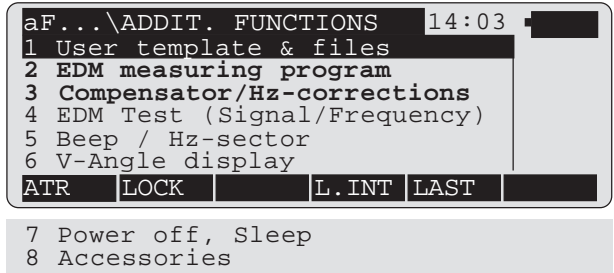 aF...\ADDIT. FUNCTIONS 14:03
1 User template & files
2 EDM measuring program
3 Compensator/Hz-corrections
4 EDM Test (Signal/Frequency)
5 Beep / Hz-sector
6 V-Angle display
ATR LOCK L.INT LAST
7 Power off, Sleep
8 Accessories